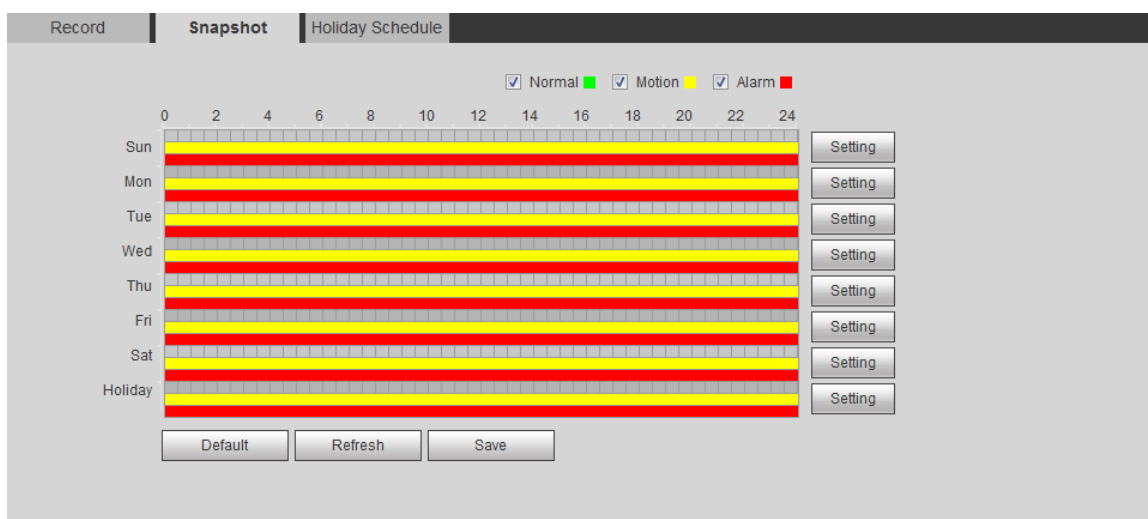 Record Snapshot Holiday Schedule
Normal Motion Alarm
0 2 4 6 8 10 12 14 16 18 20 22 24
Sun Setting
Mon Setting
Tue Setting
Wed Setting
Thu Setting
Fri Setting
Sat Setting
Holiday Setting
Default Refresh Save